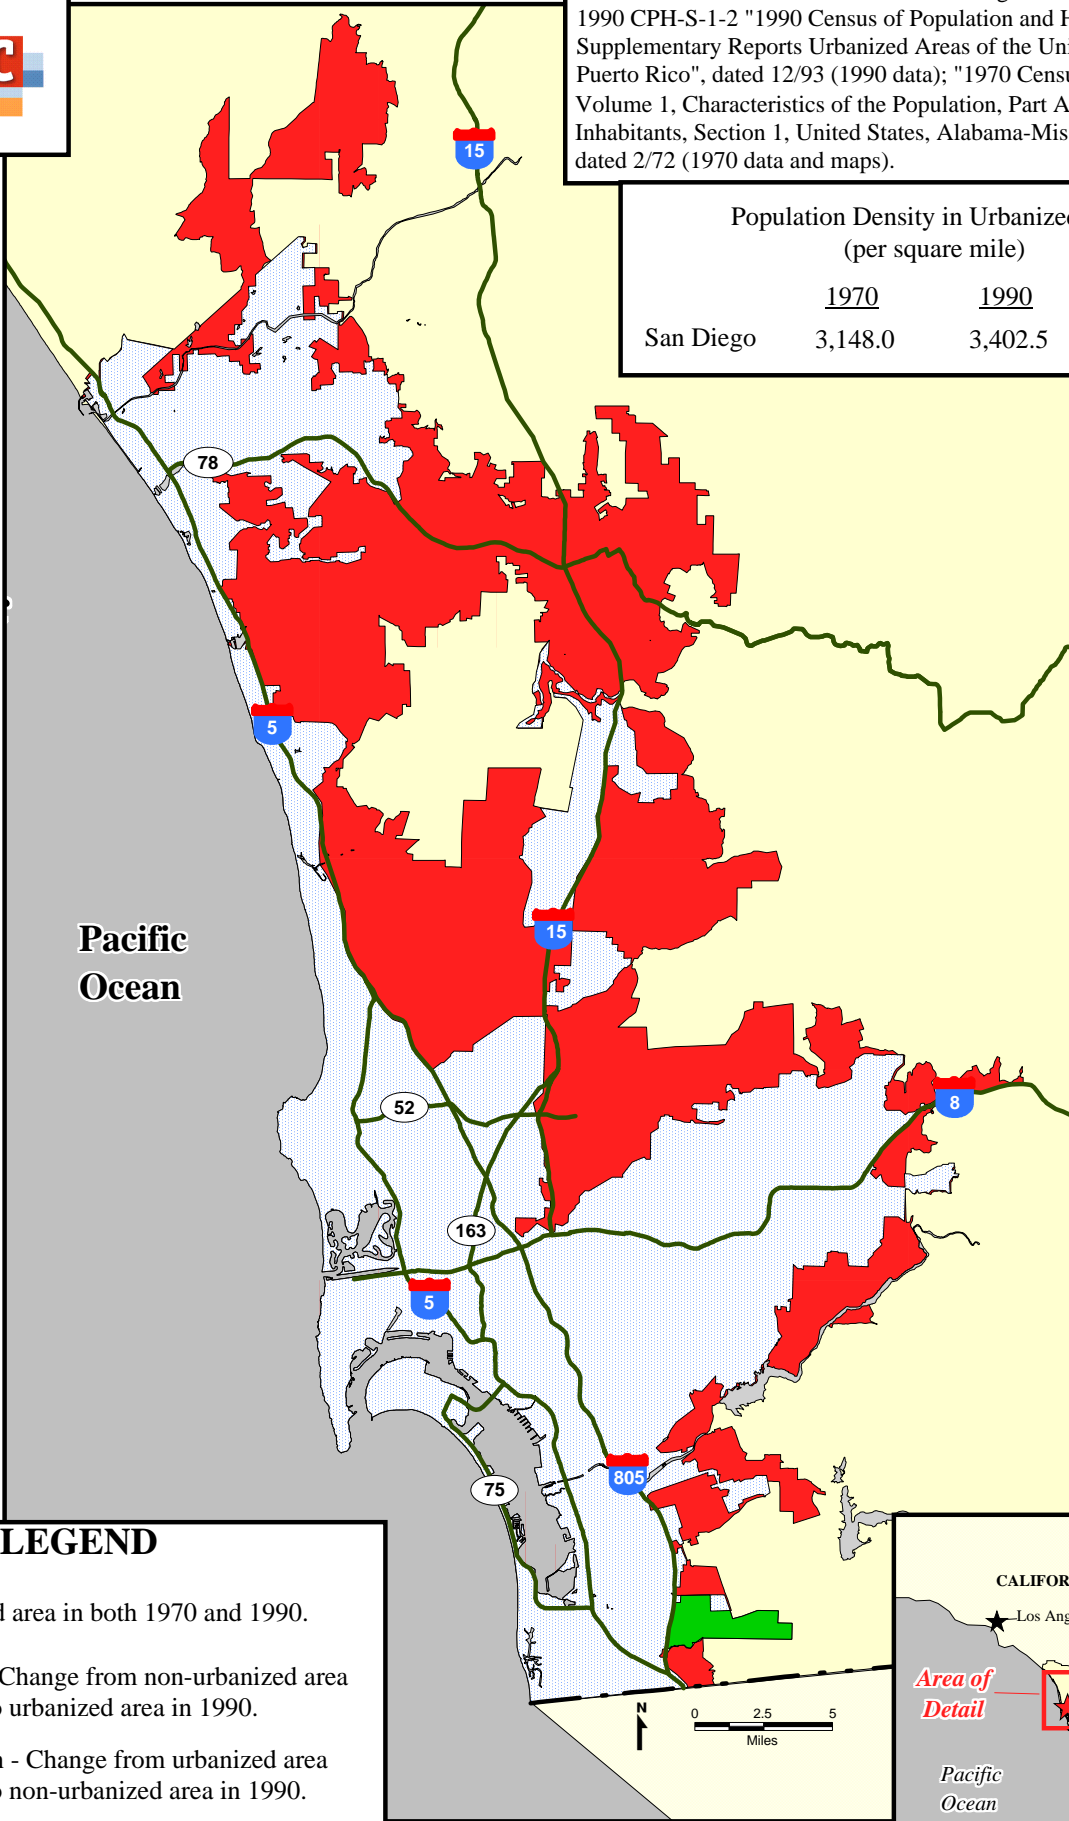 C
1990 CPH-S-1-2 "1990 Census of Population and H
Supplementary Reports Urbanized Areas of the Uni
Puerto Rico", dated 12/93 (1990 data); "1970 Censu
Volume 1, Characteristics of the Population, Part A
Inhabitants, Section 1, United States, Alabama-Mis
dated 2/72 (1970 data and maps).
Population Density in Urbanize
(per square mile)
1970 1990
San Diego 3,148.0 3,402.5
15
78
5
15
Pacific
Ocean
52
8
163
5
805
75
LEGEND
d area in both 1970 and 1990.
Change from non-urbanized area
o urbanized area in 1990.
n - Change from urbanized area
o non-urbanized area in 1990.
N
0 2.5 5
Miles
CALIFOR
Los Ang
Area of
Detail
Pacific
Ocean